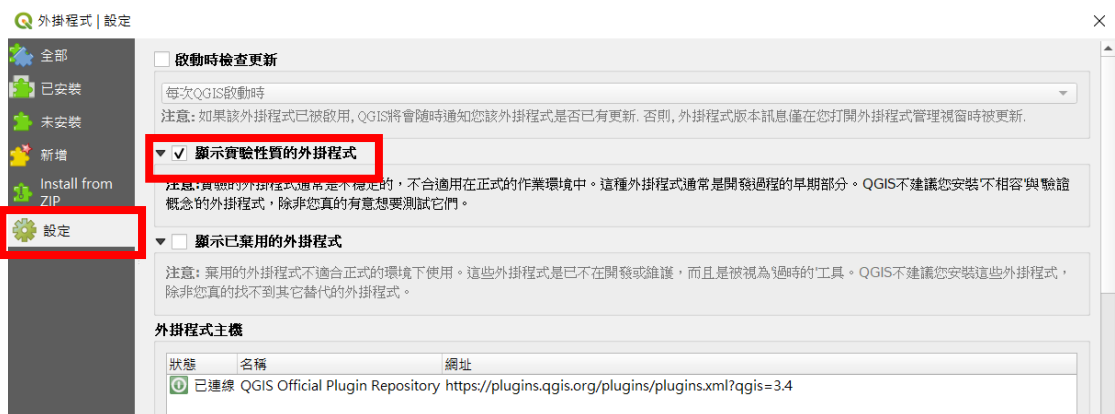 外掛程式 | 設定
全部
已安裝
未安裝
新增
Install from
ZIP
設定
啟動時檢查更新
每次QGIS啟動時
注意: 如果該外掛程式已被啟用, QGIS將會隨時通知您該外掛程式是否已有更新. 否則, 外掛程式版本訊息僅在您打開外掛程式管理視窗時被更新.
顯示實驗性質的外掛程式
注意:實驗的外掛程式通常是不穩定的，不合適用在正式的作業環境中。這種外掛程式通常是開發過程的早期部分。QGIS不建議您安裝'不相容'與'驗證
概念'的外掛程式，除非您真的有意想要測試它們。
顯示已棄用的外掛程式
注意: 棄用的外掛程式不適合正式的環境下使用。這些外掛程式是已不在開發或維護，而且是被視為'過時的'工具。QGIS不建議您安裝這些外掛程式，
除非您真的找不到其它替代的外掛程式。
外掛程式主機
狀態 名稱 網址
已連線 QGIS Official Plugin Repository https://plugins.qgis.org/plugins/plugins.xml?qgis=3.4